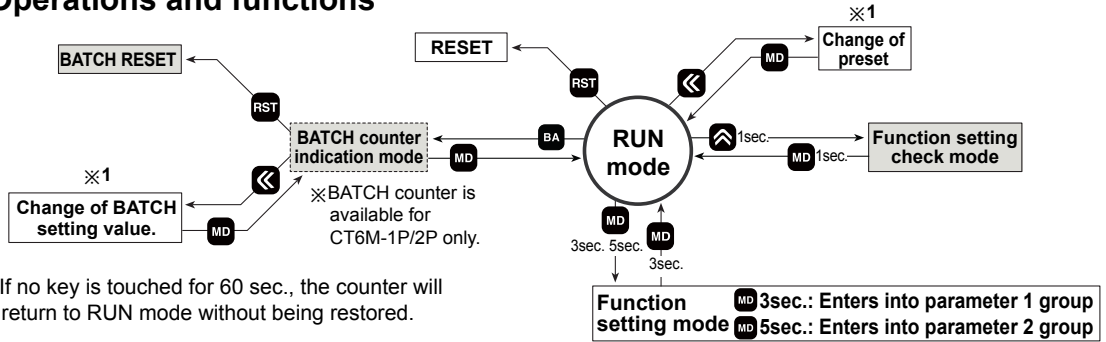 Operations and functions
※1
BATCH RESET
RESET
Change of
preset
MD
RST
RST
BATCH counter
indication mode
BA
MD
RUN
mode
1sec.
MD 1sec.
Function setting
check mode
※1
Change of BATCH
setting value.
MD
※BATCH counter is
available for
CT6M-1P/2P only.
MD
3sec. 5sec.
MD
3sec.
If no key is touched for 60 sec., the counter will
return to RUN mode without being restored.
Function
setting mode
MD 3sec.: Enters into parameter 1 group
MD 5sec.: Enters into parameter 2 group